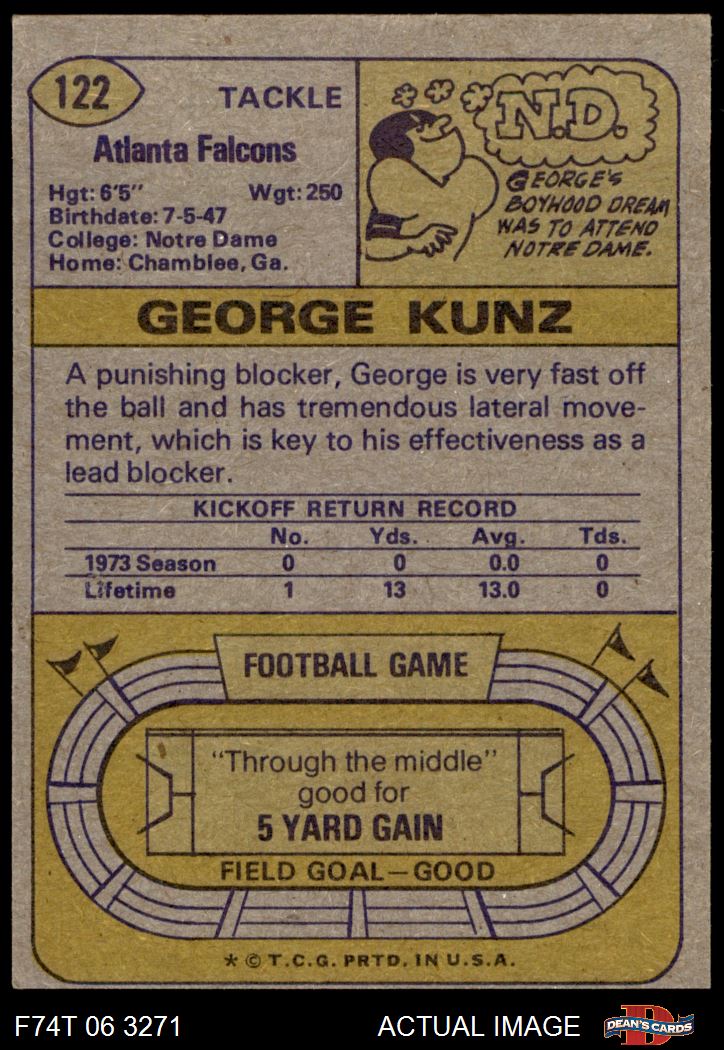 122
TACKLE
Atlanta Falcons
Hgt: 6'5" Wgt: 250
Birthdate: 7-5-47
College: Notre Dame
Home: Chamblee, Ga.
N.D.
GEORGE'S
BOYHOOD DREAM
WAS TO ATTEND
NOTRE DAME.
GEORGE KUNZ
A punishing blocker, George is very fast off
the ball and has tremendous lateral move-
ment, which is key to his effectiveness as a
lead blocker.
KICKOFF RETURN RECORD
No. Yds. Avg. Tds.
1973 Season 0 0 0.0 0
Lifetime 1 13 13.0 0
FOOTBALL GAME
"Through the middle"
good for
5 YARD GAIN
FIELD GOAL—GOOD
* © T.C.G. PRTD. IN U.S.A.
F74T 06 3271 ACTUAL IMAGE
D
DEAN'S CARDS